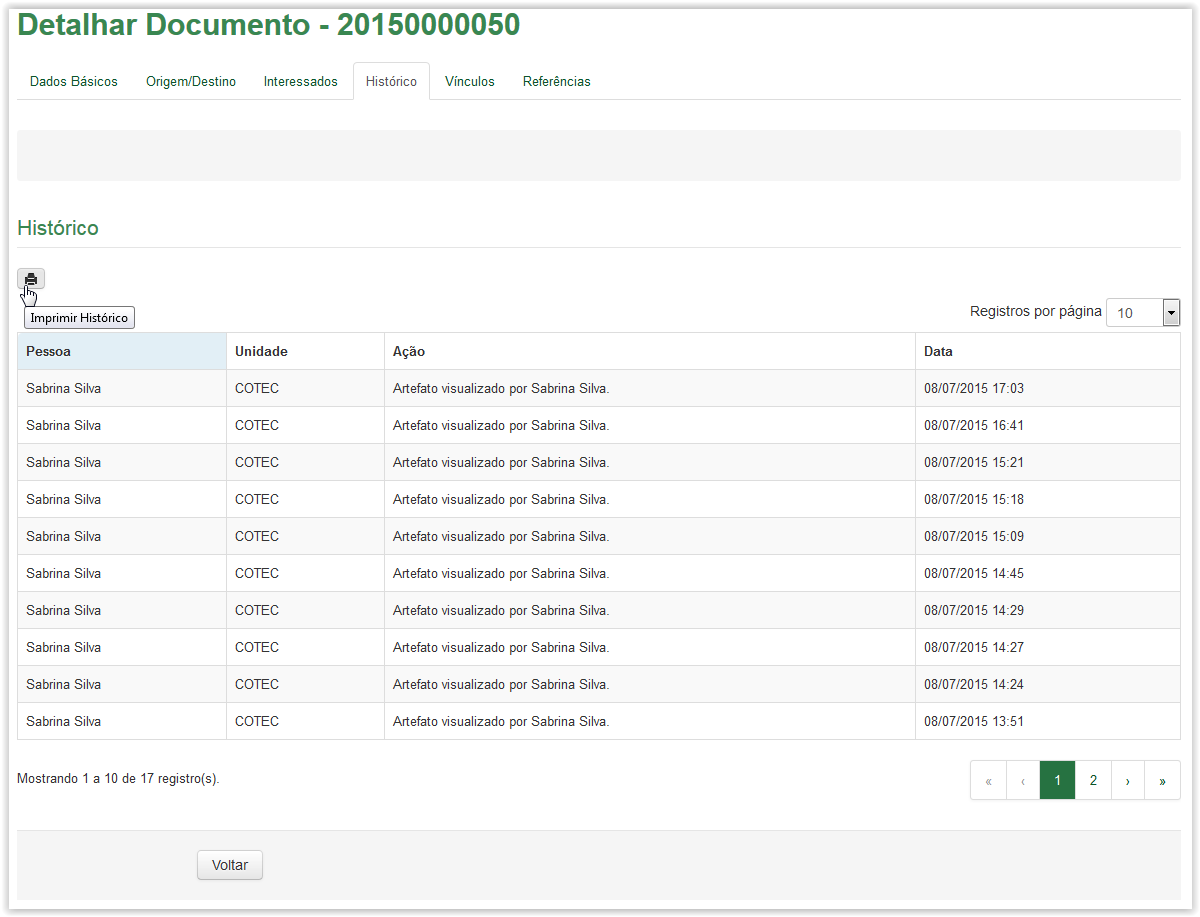 Detalhar Documento - 20150000050
Dados Básicos Origem/Destino Interessados Histórico Vínculos Referências
Histórico
Imprimir Histórico
Registros por página 10
Pessoa Unidade Ação Data
Sabrina Silva COTEC Artefato visualizado por Sabrina Silva. 08/07/2015 17:03
Sabrina Silva COTEC Artefato visualizado por Sabrina Silva. 08/07/2015 16:41
Sabrina Silva COTEC Artefato visualizado por Sabrina Silva. 08/07/2015 15:21
Sabrina Silva COTEC Artefato visualizado por Sabrina Silva. 08/07/2015 15:18
Sabrina Silva COTEC Artefato visualizado por Sabrina Silva. 08/07/2015 15:09
Sabrina Silva COTEC Artefato visualizado por Sabrina Silva. 08/07/2015 14:45
Sabrina Silva COTEC Artefato visualizado por Sabrina Silva. 08/07/2015 14:29
Sabrina Silva COTEC Artefato visualizado por Sabrina Silva. 08/07/2015 14:27
Sabrina Silva COTEC Artefato visualizado por Sabrina Silva. 08/07/2015 14:24
Sabrina Silva COTEC Artefato visualizado por Sabrina Silva. 08/07/2015 13:51
Mostrando 1 a 10 de 17 registro(s). « ‹ 1 2 › »
Voltar